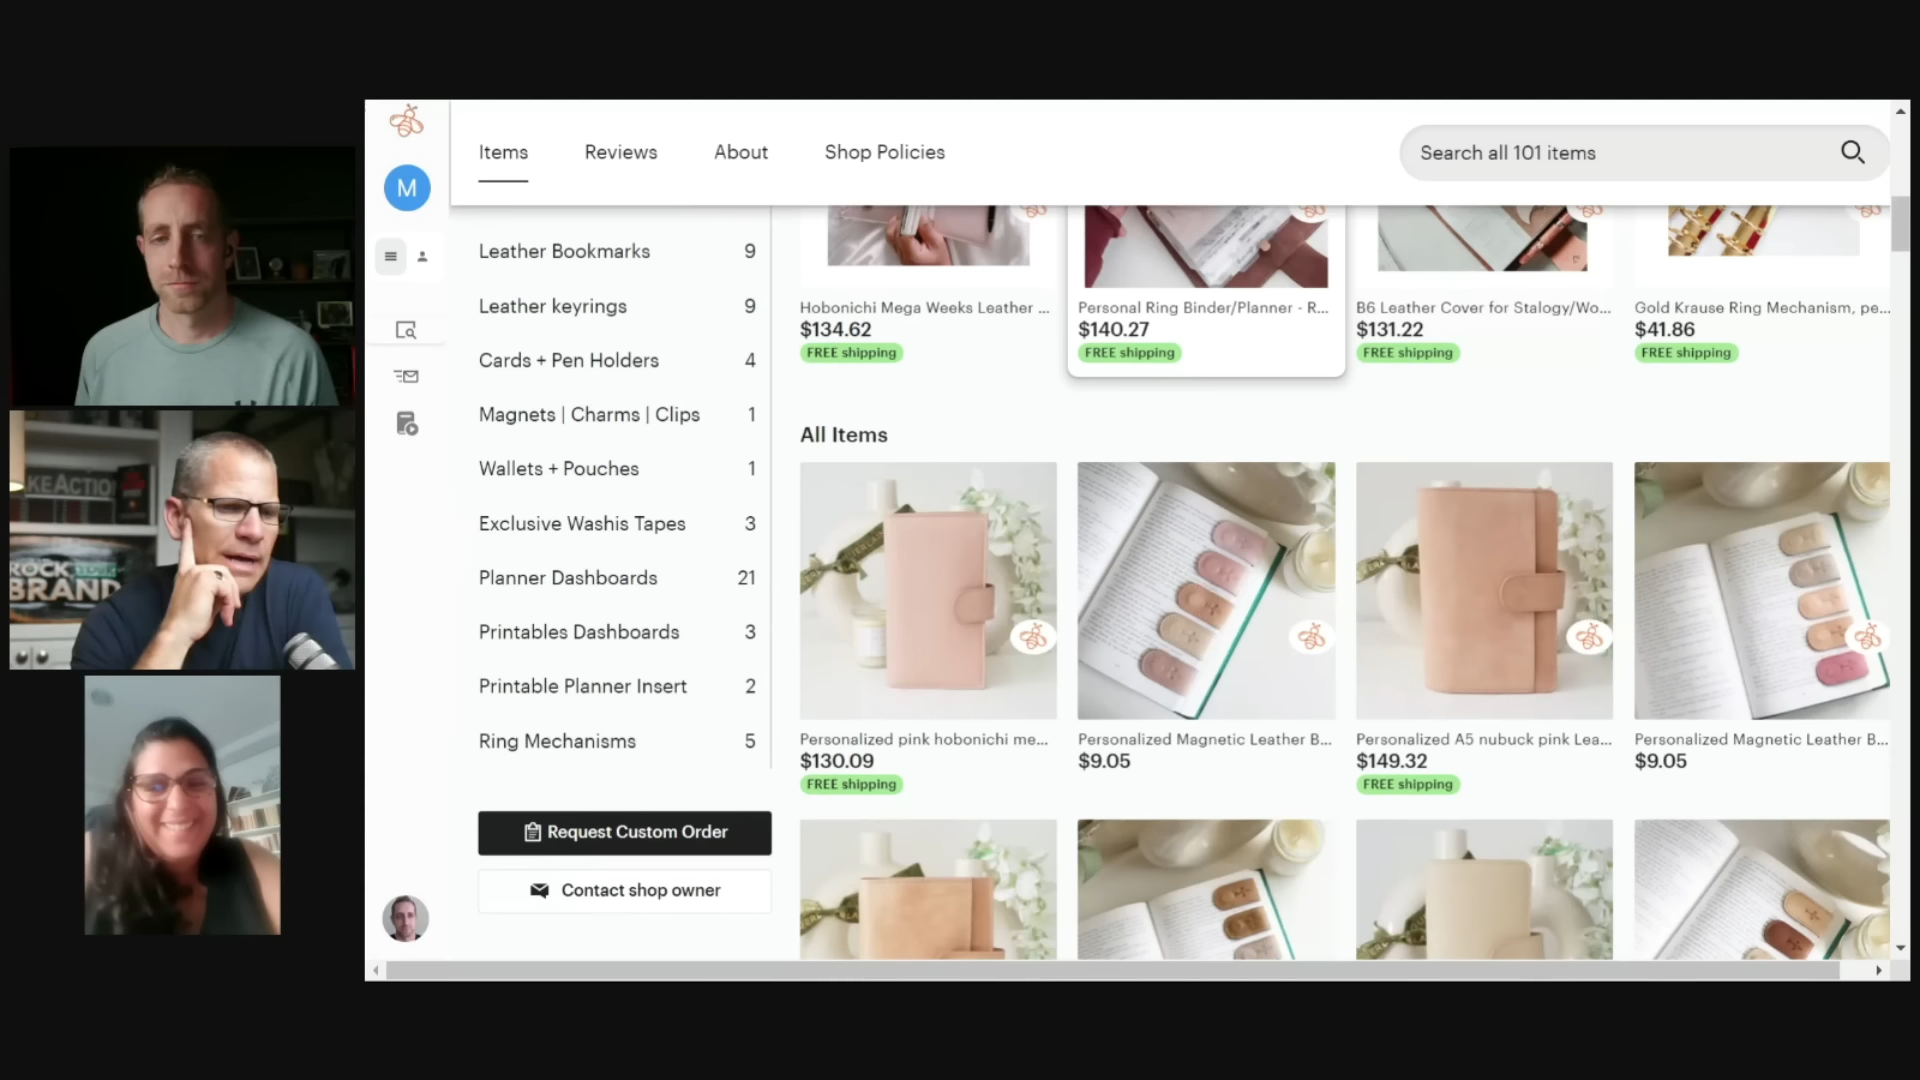 Items
Reviews
About
Shop Policies
Search all 101 items
M
Leather Bookmarks 9
Leather keyrings 9
Cards + Pen Holders 4
Magnets | Charms | Clips 1
Wallets + Pouches 1
Exclusive Washis Tapes 3
Planner Dashboards 21
Printables Dashboards 3
Printable Planner Insert 2
Ring Mechanisms 5
Request Custom Order
Contact shop owner
Hobonichi Mega Weeks Leather ...
$134.62
FREE shipping
Personal Ring Binder/Planner - R...
$140.27
FREE shipping
B6 Leather Cover for Stalogy/Wo...
$131.22
FREE shipping
Gold Krause Ring Mechanism, pe...
$41.86
FREE shipping
All Items
Personalized pink hobonichi me...
$130.09
FREE shipping
Personalized Magnetic Leather B...
$9.05
Personalized A5 nubuck pink Lea...
$149.32
FREE shipping
Personalized Magnetic Leather B...
$9.05
KEACTIO
ROCK YOUR
BRAND